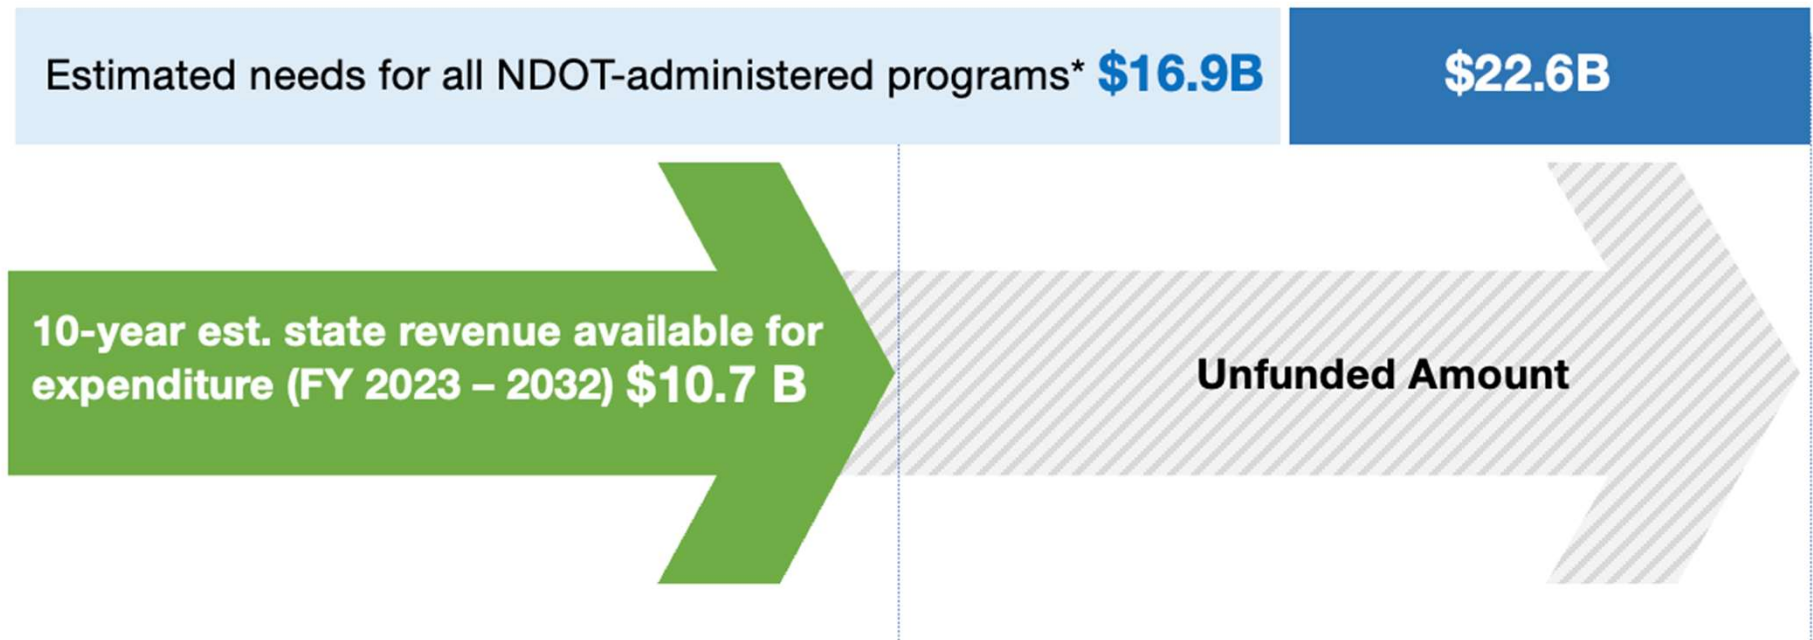 Estimated needs for all NDOT-administered programs* $16.9B
$22.6B
10-year est. state revenue available for
expenditure (FY 2023 – 2032) $10.7 B
Unfunded Amount